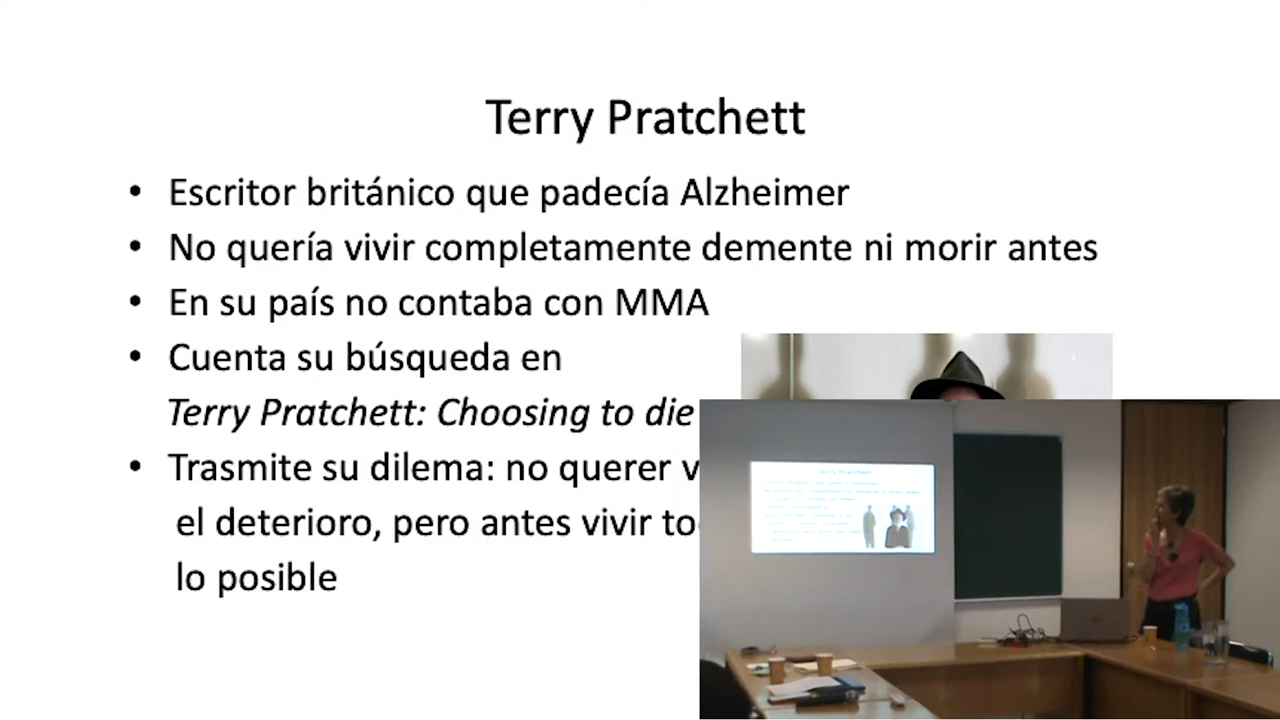 Terry Pratchett
• Escritor británico que padecía Alzheimer
• No quería vivir completamente demente ni morir antes
• En su país no contaba con MMA
• Cuenta su búsqueda en
Terry Pratchett: Choosing to die
• Trasmite su dilema: no querer v
el deterioro, pero antes vivir to
lo posible
Terry Pratchett